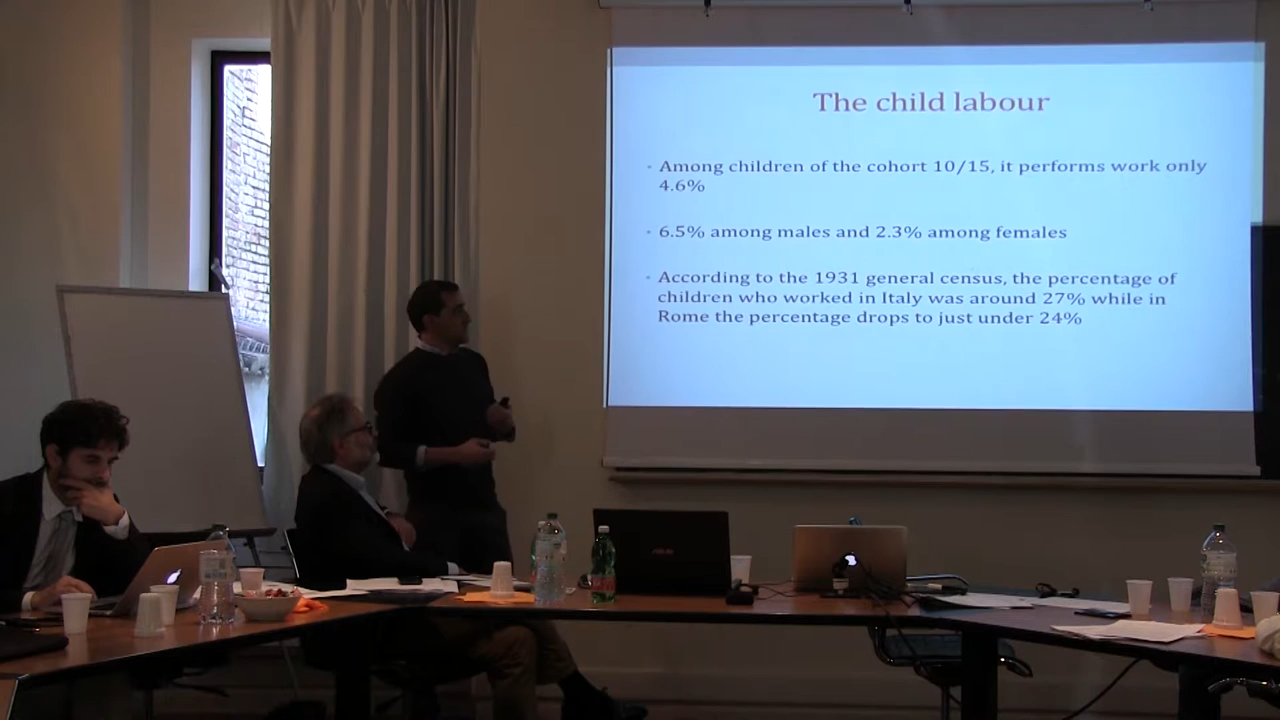 The child labour
Among children of the cohort 10/15, it performs work only
4.6%
6.5% among males and 2.3% among females
According to the 1931 general census, the percentage of
children who worked in Italy was around 27% while in
Rome the percentage drops to just under 24%